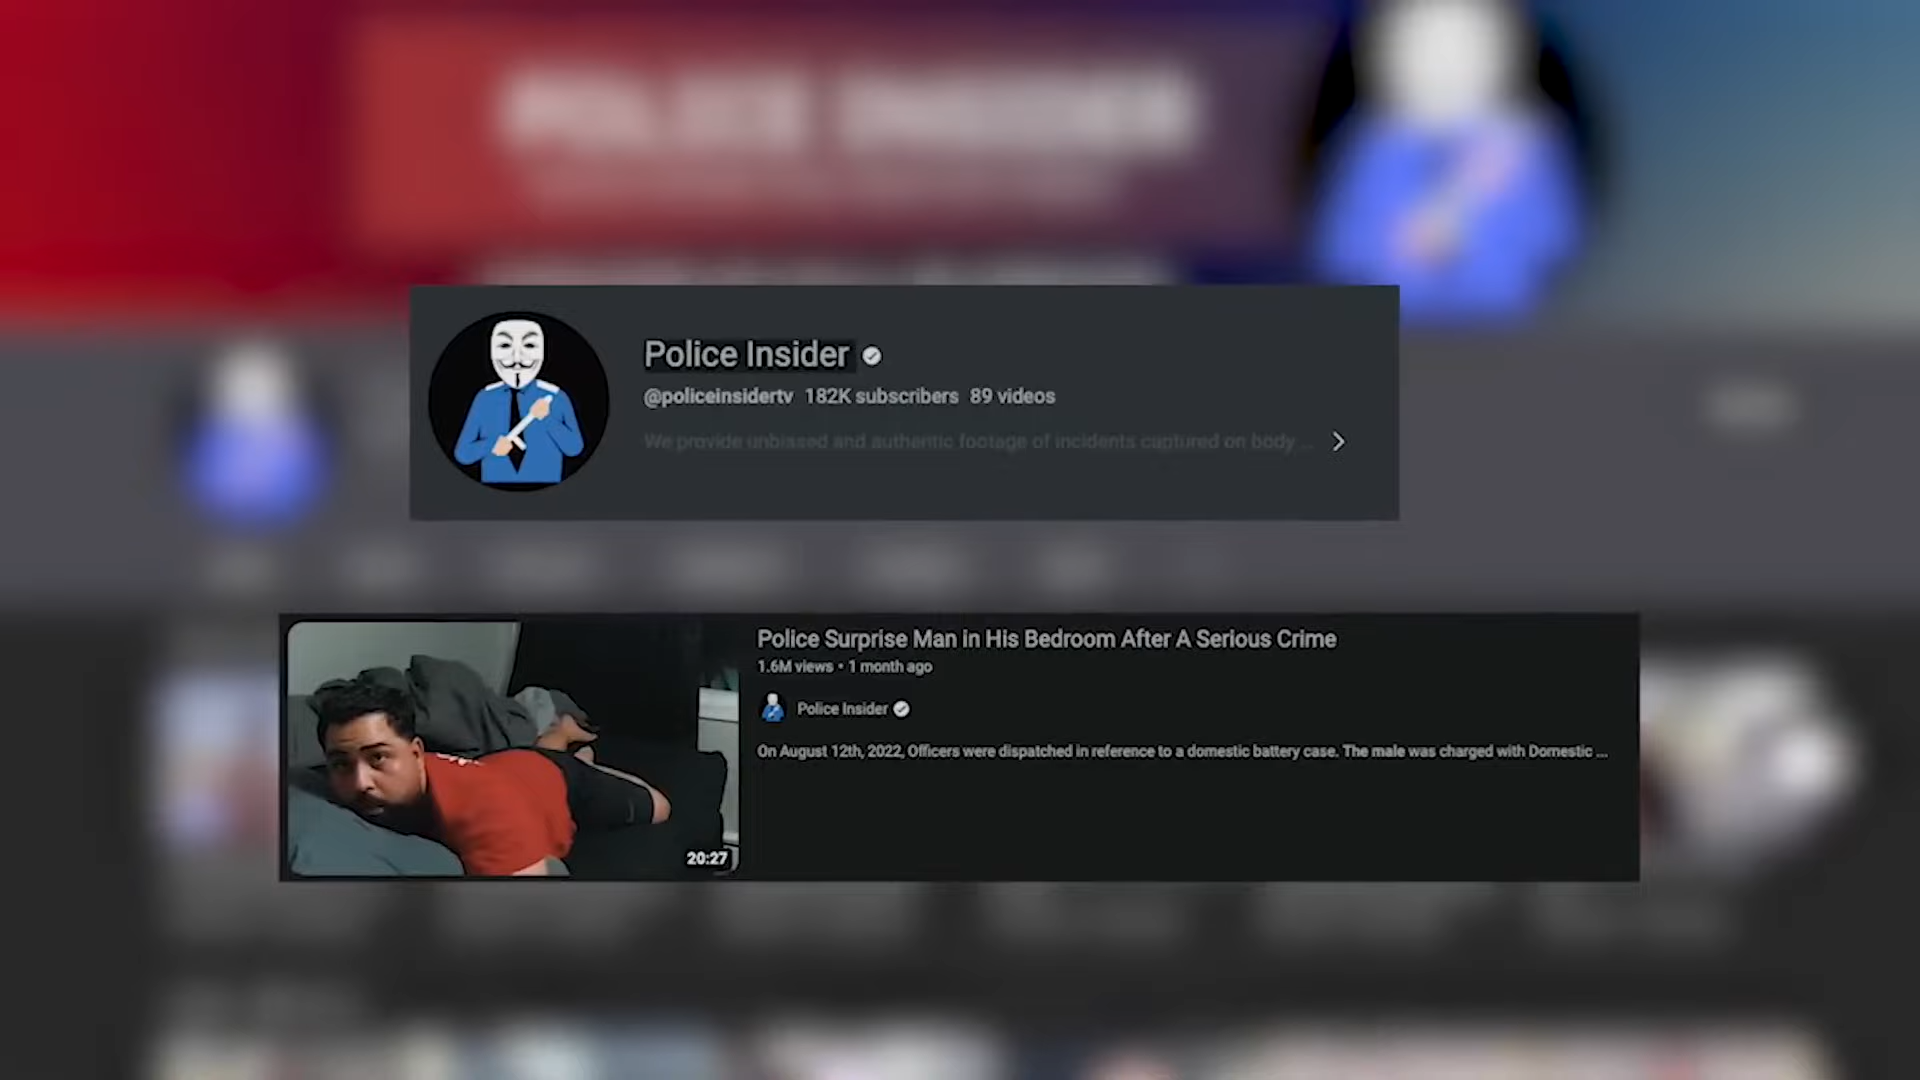 POLICE INSIDER
Police Insider
@policeinsidertv 182K subscribers 89 videos
We provide unbiased and authentic footage of incidents captured on body ...
Police Surprise Man in His Bedroom After A Serious Crime
1.6M views • 1 month ago
Police Insider
On August 12th, 2022, Officers were dispatched in reference to a domestic battery case. The male was charged with Domestic ...
20:27